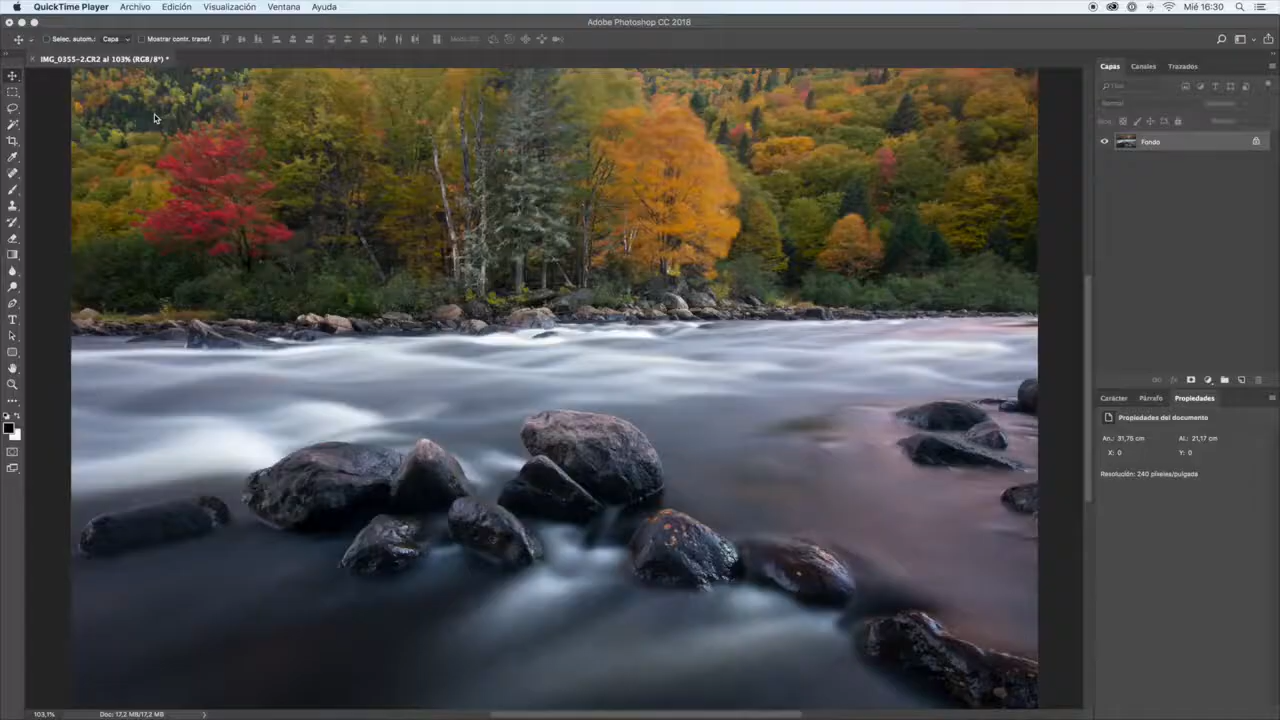 QuickTime Player Archivo Edición Visualización Ventana Ayuda Mié 16:30
Adobe Photoshop CC 2018
Selec. autom.: Capa Mostrar contr. transf.
IMG_0355-2.CR2 al 103% (RGB/8*) *
Capas Canales Trazados
Normal
Fondo
Carácter Párrafo Propiedades
Propiedades del documento
An.: 31,75 cm Al.: 21,17 cm
X: 0 Y: 0
Resolución: 240 píxeles/pulgada
103,1% Doc: 17,2 MB/17,2 MB